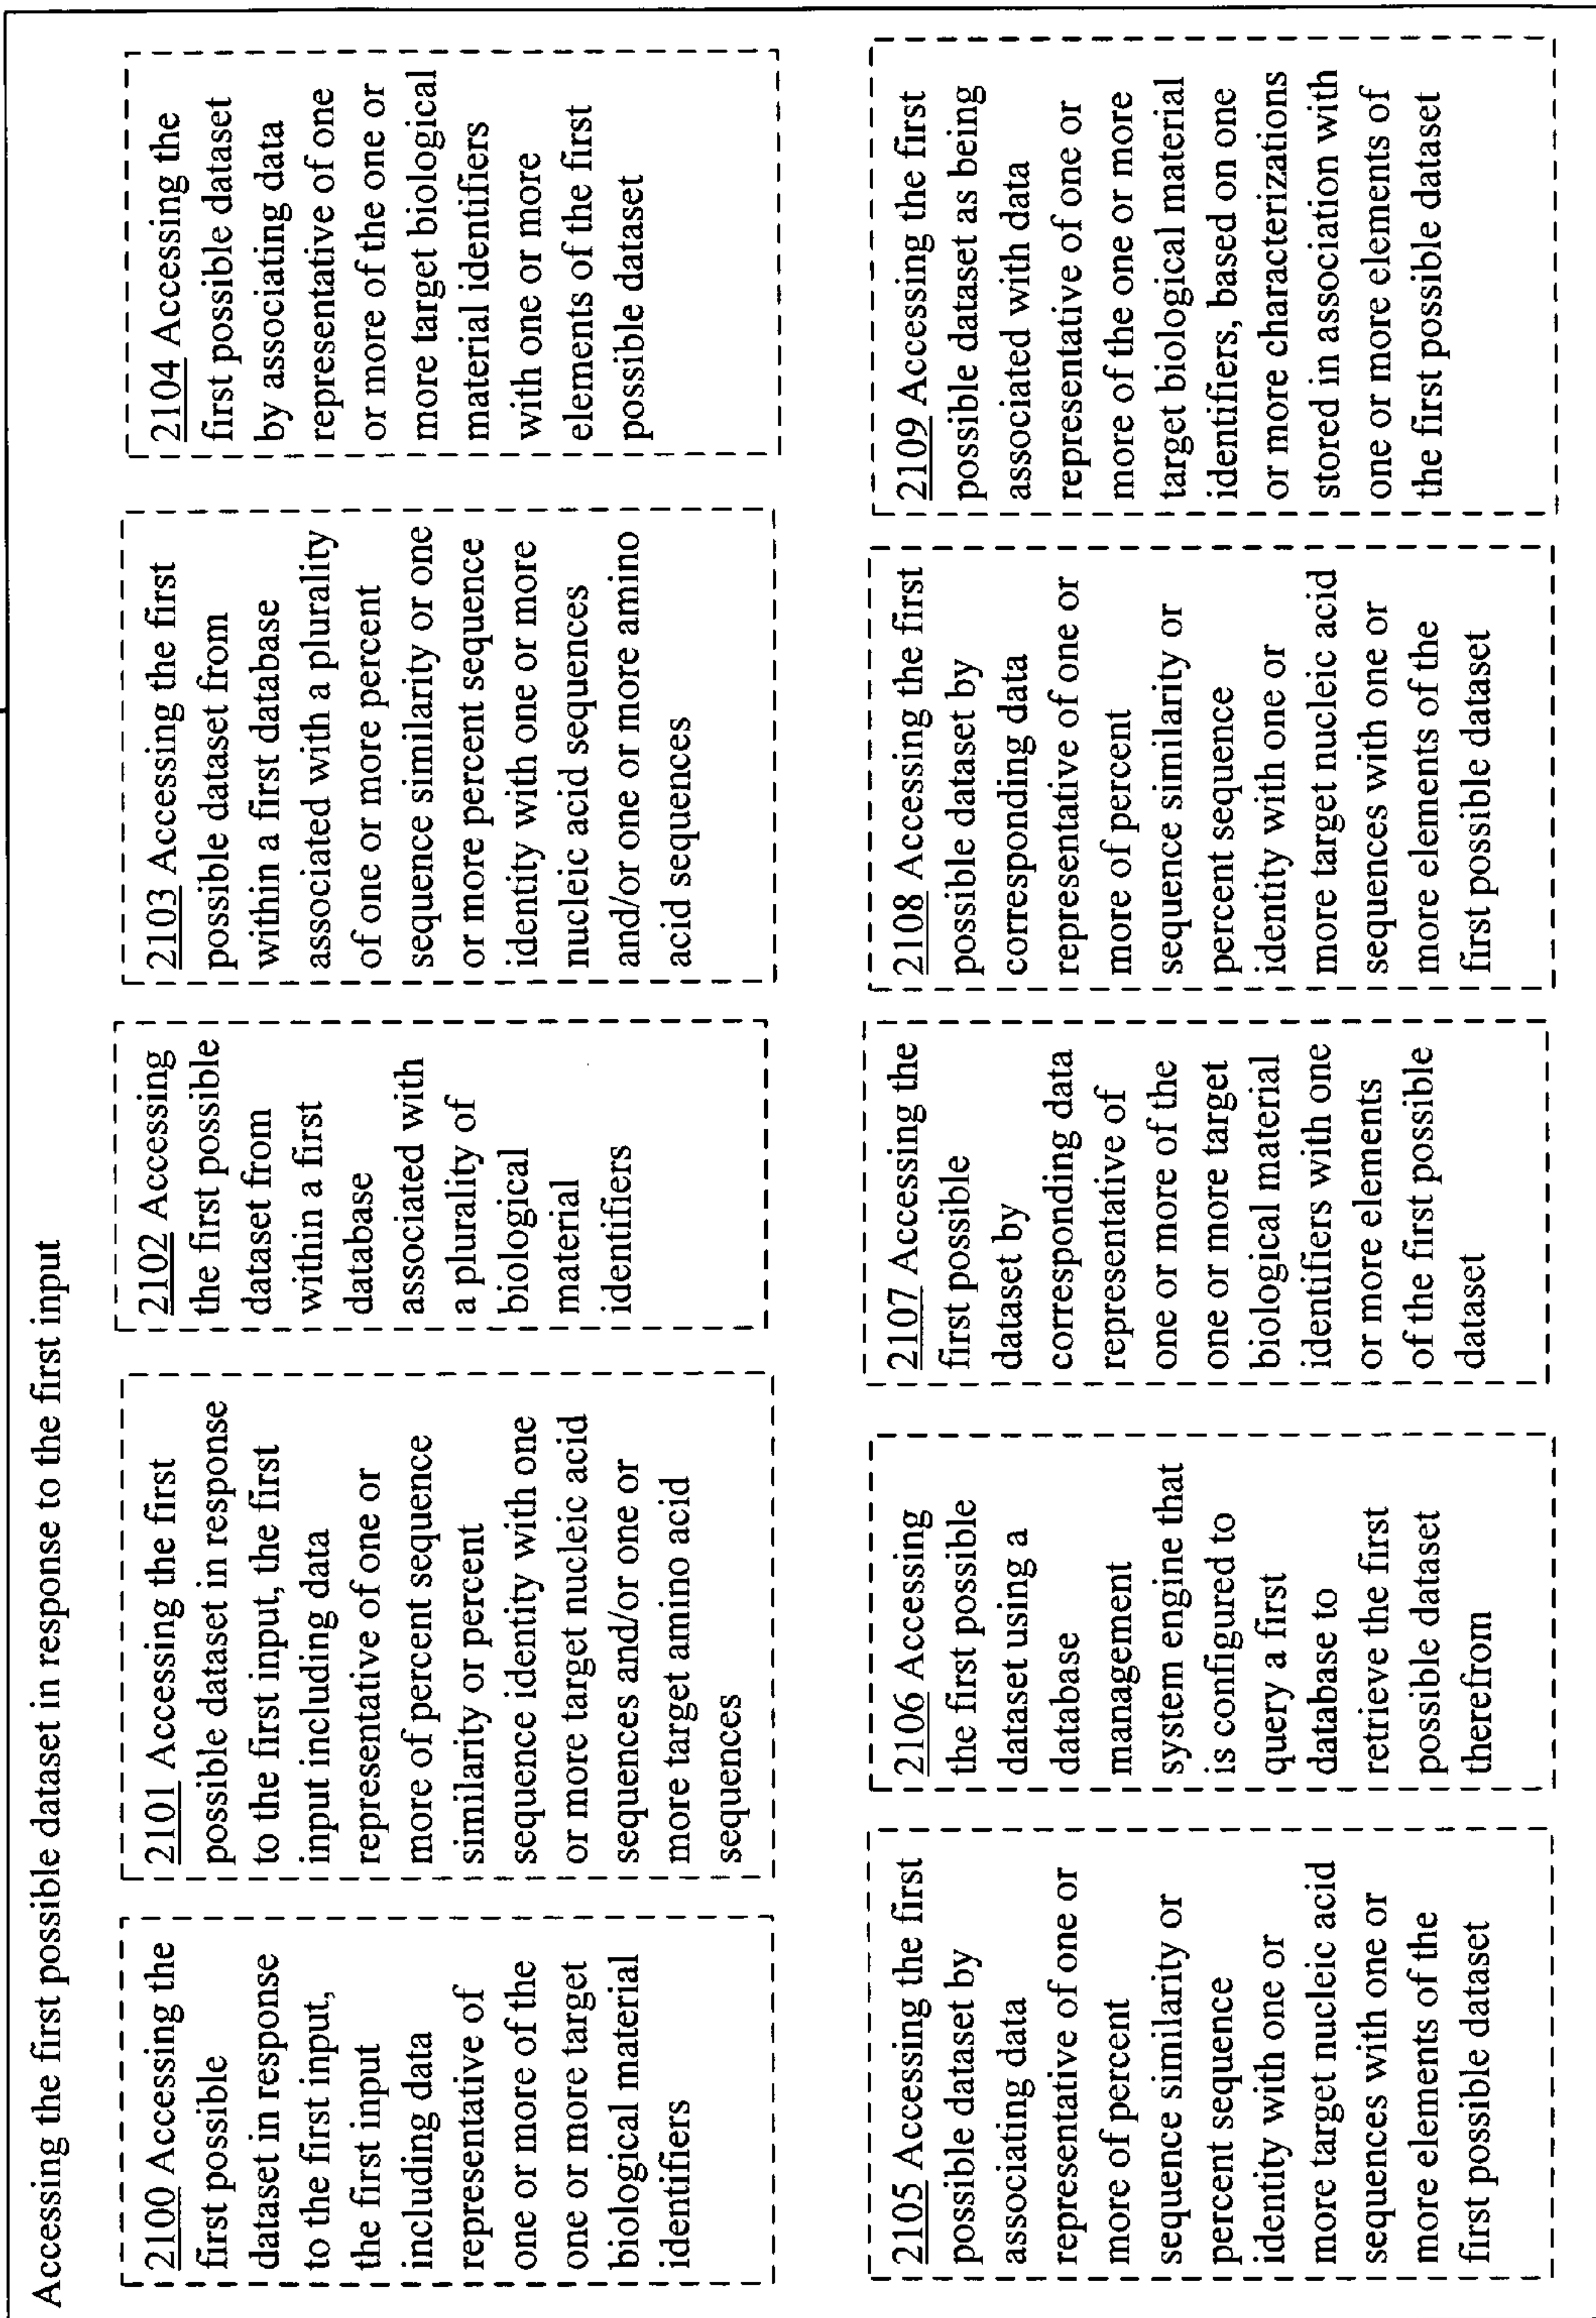 Accessing the first possible dataset in response to the first input
2100 Accessing the
first possible
dataset in response
to the first input,
the first input
including data
representative of
one or more of the
one or more target
biological material
identifiers
2101 Accessing the first
possible dataset in response
to the first input, the first
input including data
representative of one or
more of percent sequence
similarity or percent
sequence identity with one
or more target nucleic acid
sequences and/or one or
more target amino acid
sequences
2102 Accessing
the first possible
dataset from
within a first
database
associated with
a plurality of
biological
material
identifiers
2103 Accessing the first
possible dataset from
within a first database
associated with a plurality
of one or more percent
sequence similarity or one
or more percent sequence
identity with one or more
nucleic acid sequences
and/or one or more amino
acid sequences
2104 Accessing the
first possible dataset
by associating data
representative of one
or more of the one or
more target biological
material identifiers
with one or more
elements of the first
possible dataset
2105 Accessing the first
possible dataset by
associating data
representative of one or
more of percent
sequence similarity or
percent sequence
identity with one or
more target nucleic acid
sequences with one or
more elements of the
first possible dataset
2106 Accessing
the first possible
dataset using a
database
management
system engine that
is configured to
query a first
database to
retrieve the first
possible dataset
therefrom
2107 Accessing the
first possible
dataset by
corresponding data
representative of
one or more of the
one or more target
biological material
identifiers with one
or more elements
of the first possible
dataset
2108 Accessing the first
possible dataset by
corresponding data
representative of one or
more of percent
sequence similarity or
percent sequence
identity with one or
more target nucleic acid
sequences with one or
more elements of the
first possible dataset
2109 Accessing the first
possible dataset as being
associated with data
representative of one or
more of the one or more
target biological material
identifiers, based on one
or more characterizations
stored in association with
one or more elements of
the first possible dataset